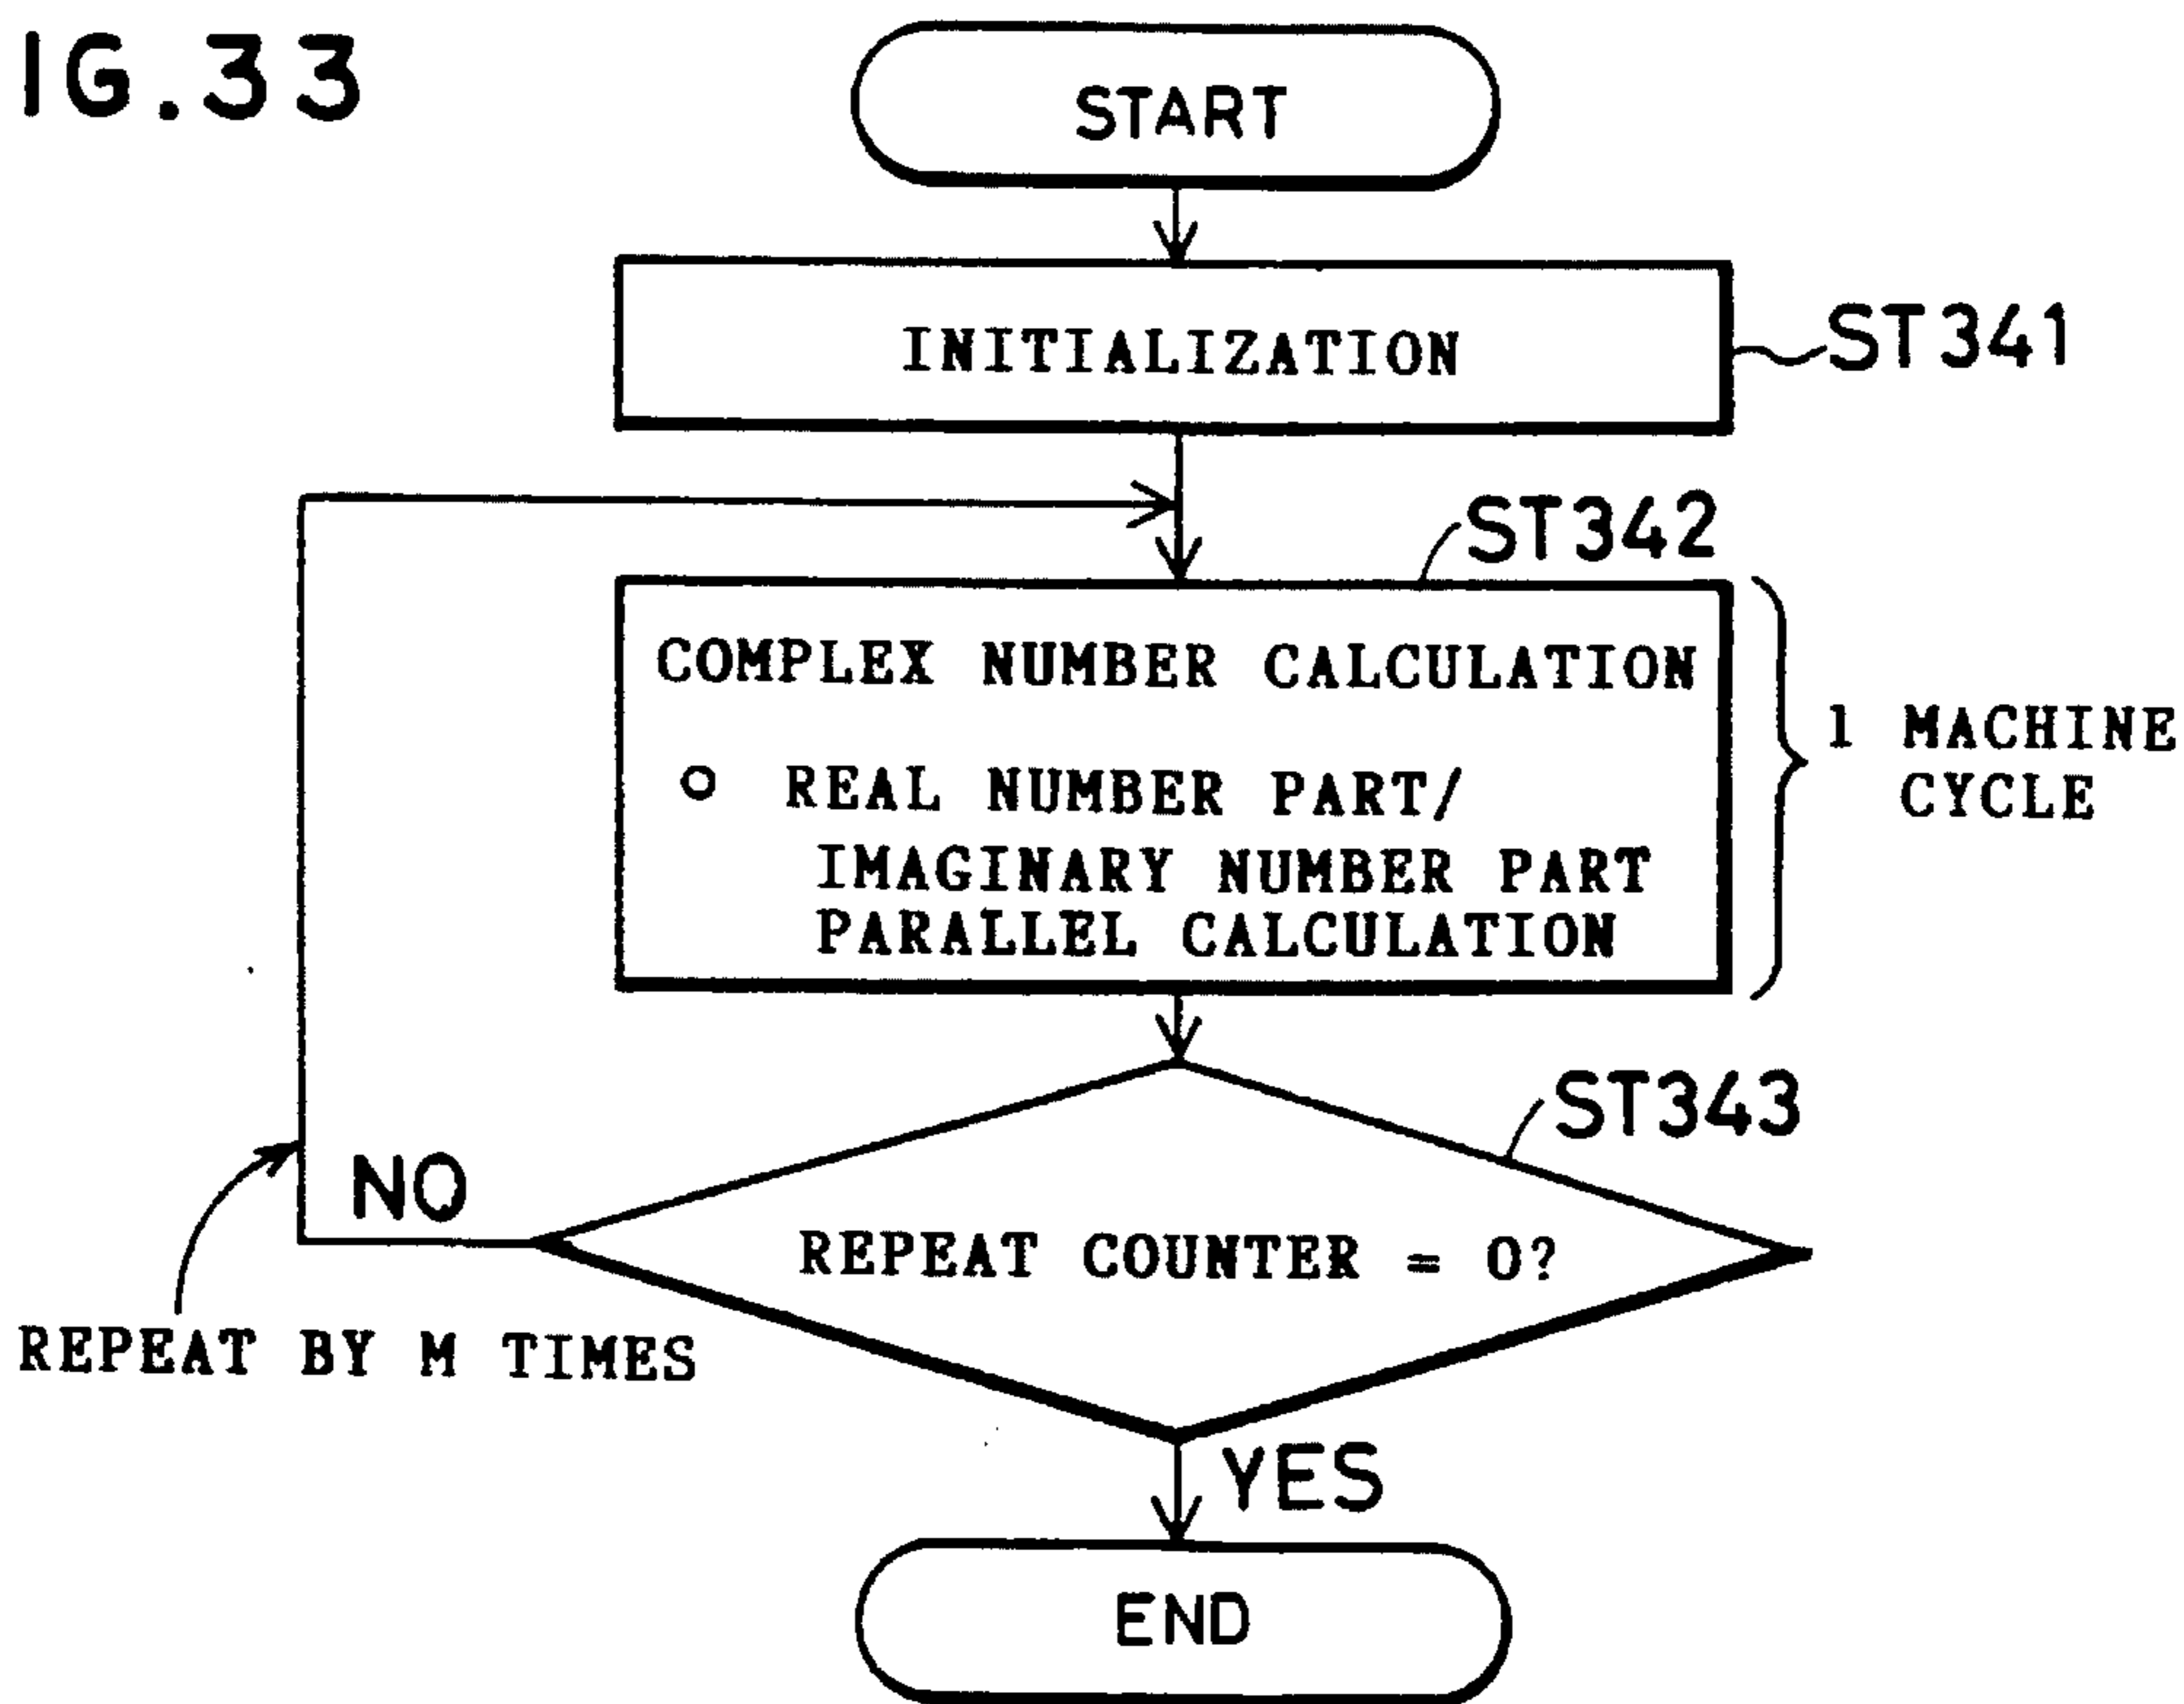 IG.33
START
INITIALIZATION
ST341
ST342
COMPLEX NUMBER CALCULATION
○ REAL NUMBER PART/
IMAGINARY NUMBER PART
PARALLEL CALCULATION
1 MACHINE
CYCLE
ST343
NO
REPEAT COUNTER = 0?
REPEAT BY M TIMES
YES
END